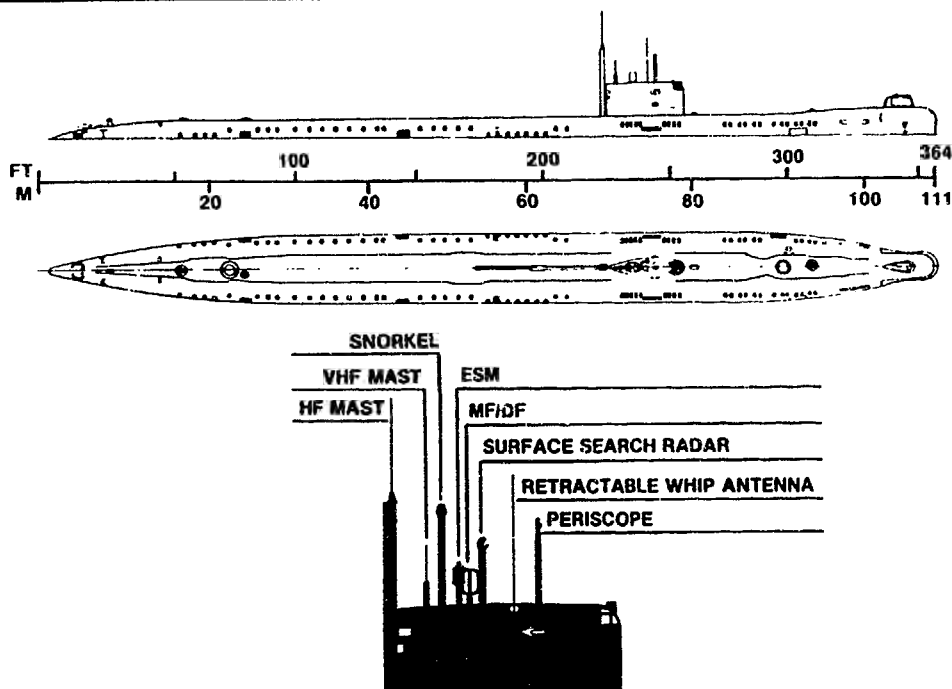 100 200 300 364
FT
M
20 40 60 80 100 111
SNORKEL
VHF MAST
HF MAST
ESM
MF/DF
SURFACE SEARCH RADAR
RETRACTABLE WHIP ANTENNA
PERISCOPE